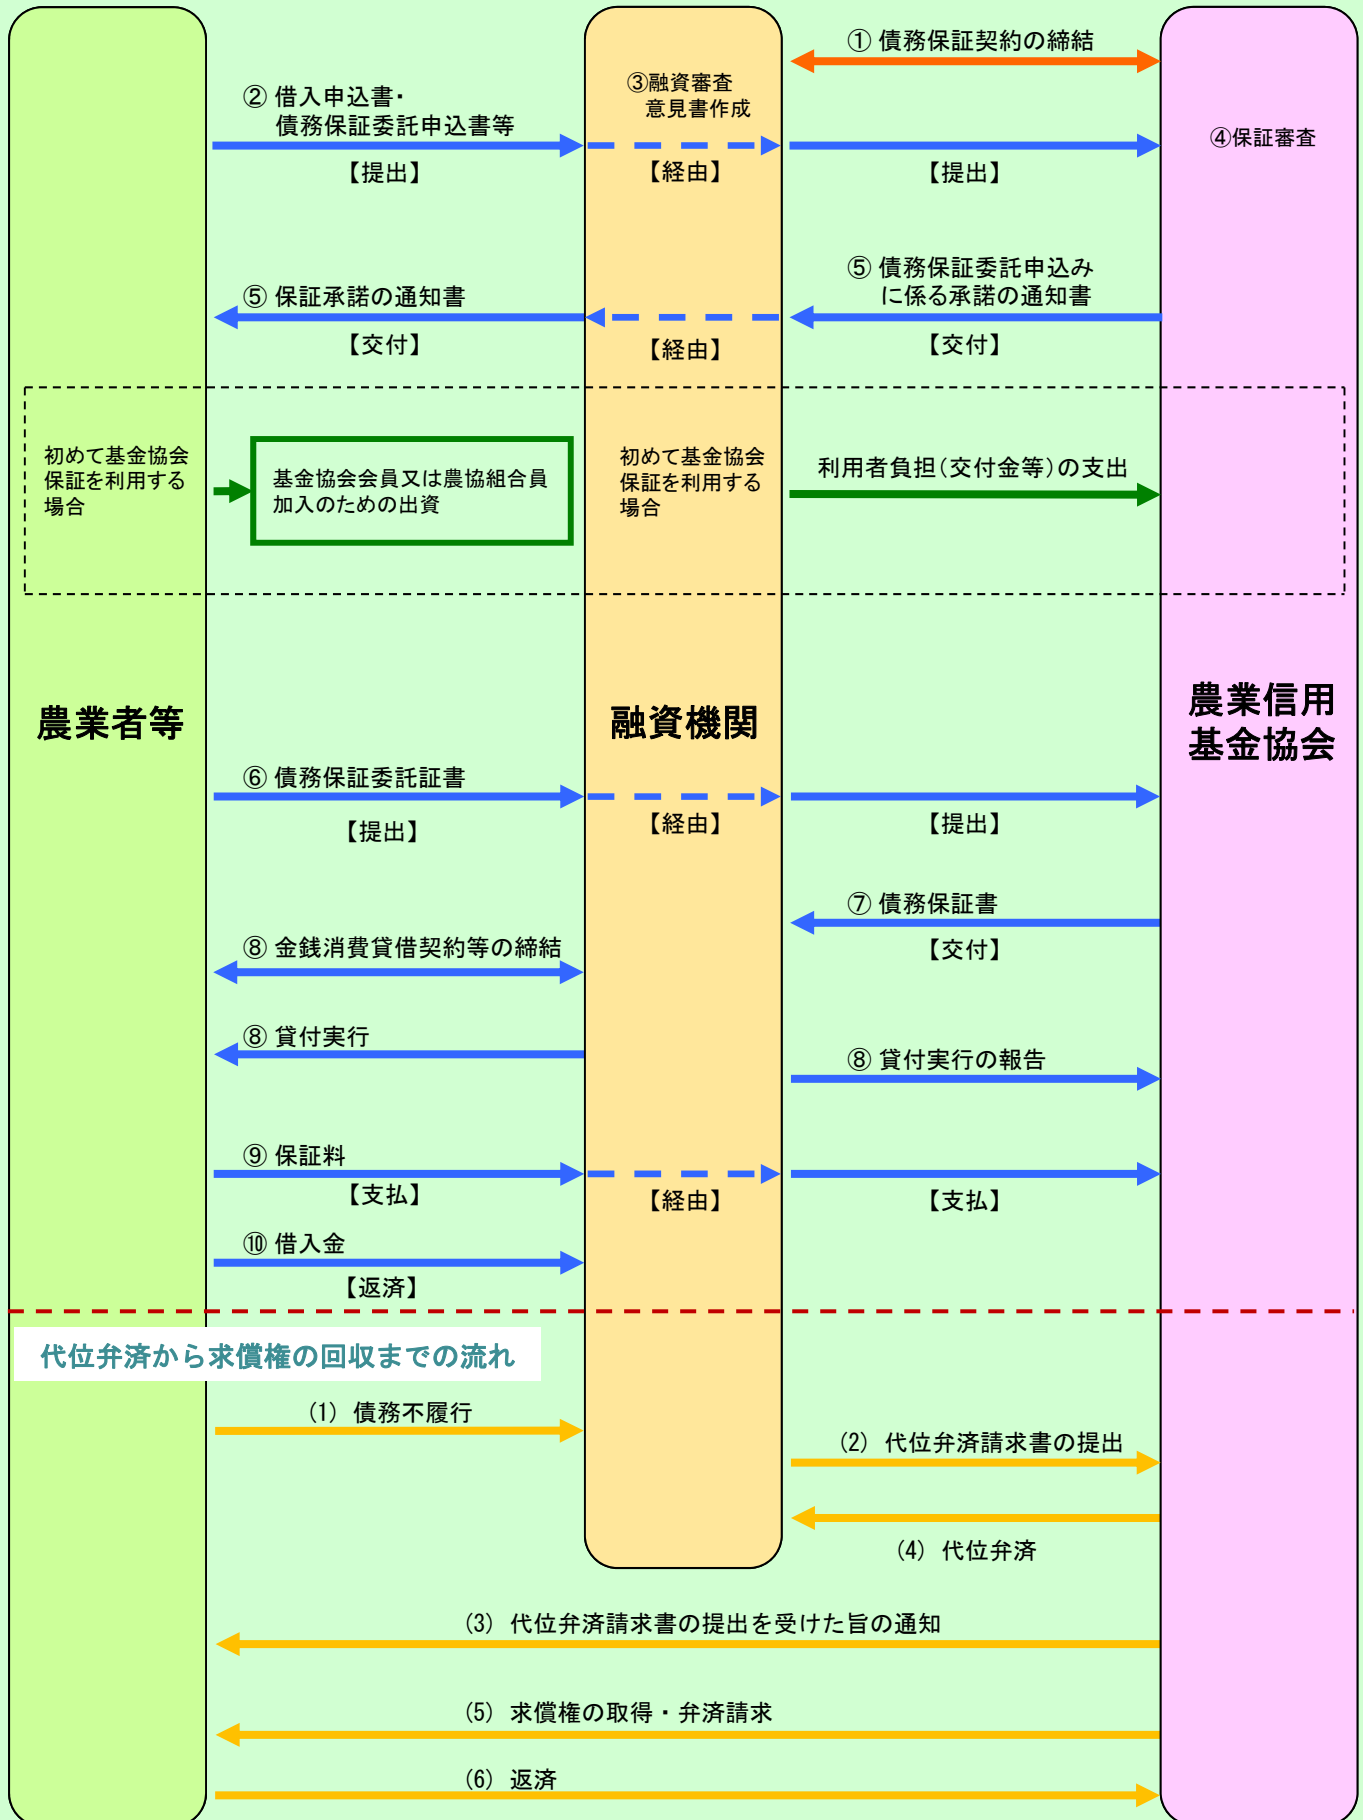 ① 債務保証契約の締結
② 借入申込書・
債務保証委託申込書等
【提出】
③融資審査
意見書作成
【経由】
【提出】
④保証審査
⑤ 保証承諾の通知書
【交付】
【経由】
⑤ 債務保証委託申込み
に係る承諾の通知書
【交付】
初めて基金協会
保証を利用する
場合
基金協会会員又は農協組合員
加入のための出資
初めて基金協会
保証を利用する
場合
利用者負担(交付金等)の支出
農業者等
融資機関
農業信用
基金協会
⑥ 債務保証委託証書
【提出】
【経由】
【提出】
⑦ 債務保証書
【交付】
⑧ 金銭消費貸借契約等の締結
⑧ 貸付実行
⑧ 貸付実行の報告
⑨ 保証料
【支払】
【経由】
【支払】
⑩ 借入金
【返済】
代位弁済から求償権の回収までの流れ
(1) 債務不履行
(2) 代位弁済請求書の提出
(4) 代位弁済
(3) 代位弁済請求書の提出を受けた旨の通知
(5) 求償権の取得・弁済請求
(6) 返済